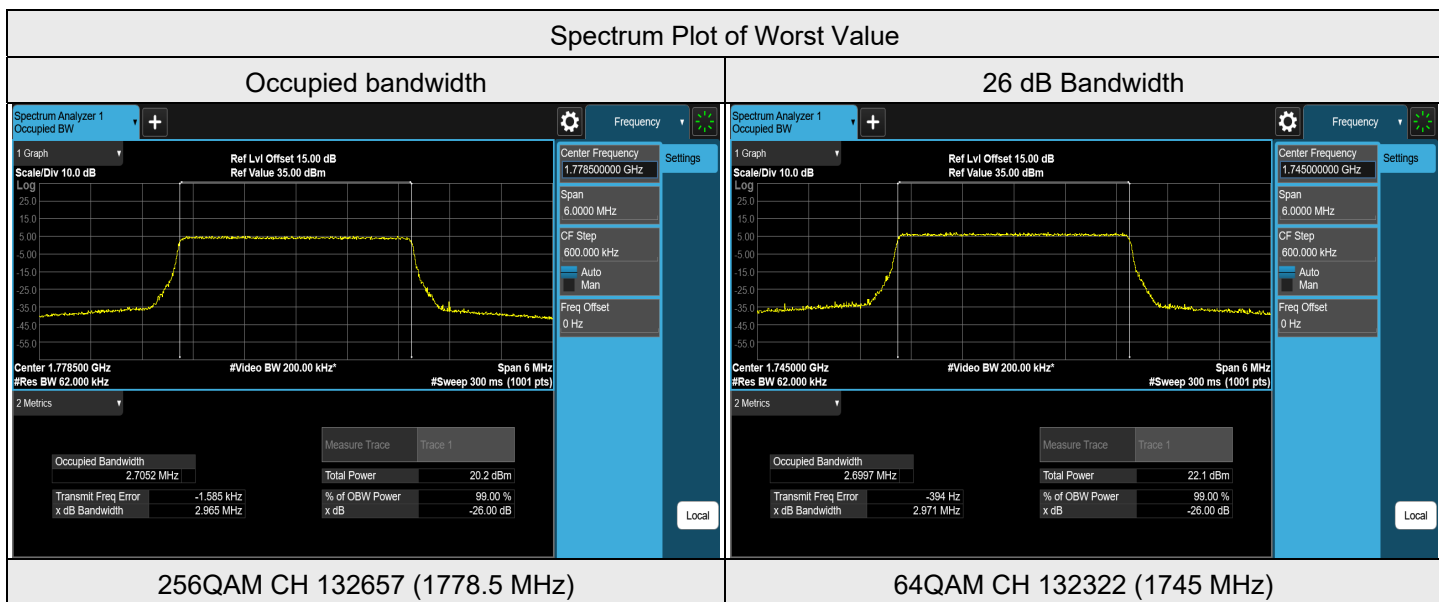 Spectrum Plot of Worst Value
Occupied bandwidth
26 dB Bandwidth
Spectrum Analyzer 1
Occupied BW
+
Frequency
1 Graph
Scale/Div 10.0 dB
Log
Ref Lvl Offset 15.00 dB
Ref Value 35.00 dBm
25.0
15.0
5.00
-5.00
-15.0
-25.0
-35.0
-45.0
-55.0
Center 1.778500 GHz
#Res BW 62.000 kHz
#Video BW 200.00 kHz*
Span 6 MHz
#Sweep 300 ms (1001 pts)
Center Frequency
1.778500000 GHz
Settings
Span
6.0000 MHz
CF Step
600.000 kHz
Auto
Man
Freq Offset
0 Hz
Local
2 Metrics
Measure Trace Trace 1
Occupied Bandwidth
2.7052 MHz
Total Power 20.2 dBm
Transmit Freq Error -1.585 kHz % of OBW Power 99.00 %
x dB Bandwidth 2.965 MHz x dB -26.00 dB
256QAM CH 132657 (1778.5 MHz)
Spectrum Analyzer 1
Occupied BW
+
Frequency
1 Graph
Scale/Div 10.0 dB
Log
Ref Lvl Offset 15.00 dB
Ref Value 35.00 dBm
25.0
15.0
5.00
-5.00
-15.0
-25.0
-35.0
-45.0
-55.0
Center 1.745000 GHz
#Res BW 62.000 kHz
#Video BW 200.00 kHz*
Span 6 MHz
#Sweep 300 ms (1001 pts)
Center Frequency
1.745000000 GHz
Settings
Span
6.0000 MHz
CF Step
600.000 kHz
Auto
Man
Freq Offset
0 Hz
Local
2 Metrics
Measure Trace Trace 1
Occupied Bandwidth
2.6997 MHz
Total Power 22.1 dBm
Transmit Freq Error -394 Hz % of OBW Power 99.00 %
x dB Bandwidth 2.971 MHz x dB -26.00 dB
64QAM CH 132322 (1745 MHz)